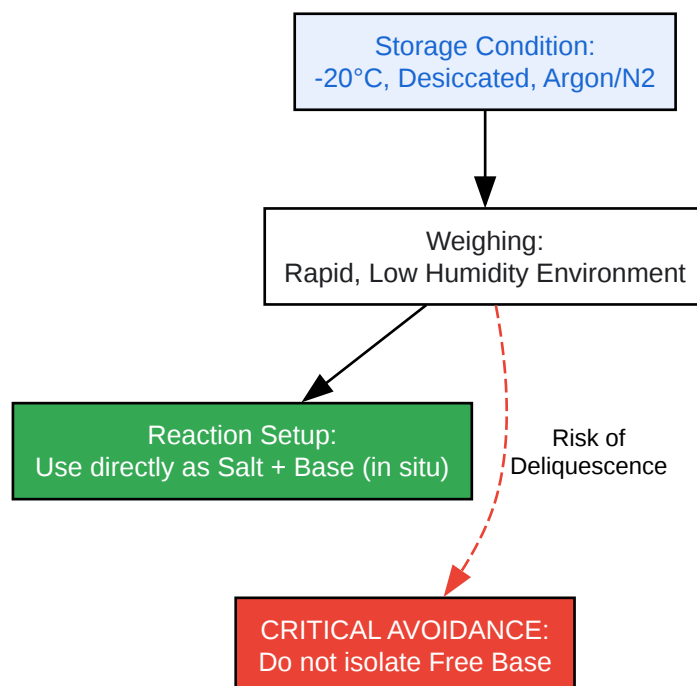 Storage Condition:
-20°C, Desiccated, Argon/N2
Weighing:
Rapid, Low Humidity Environment
Reaction Setup:
Use directly as Salt + Base (in situ)
Risk of
Deliquescence
CRITICAL AVOIDANCE:
Do not isolate Free Base